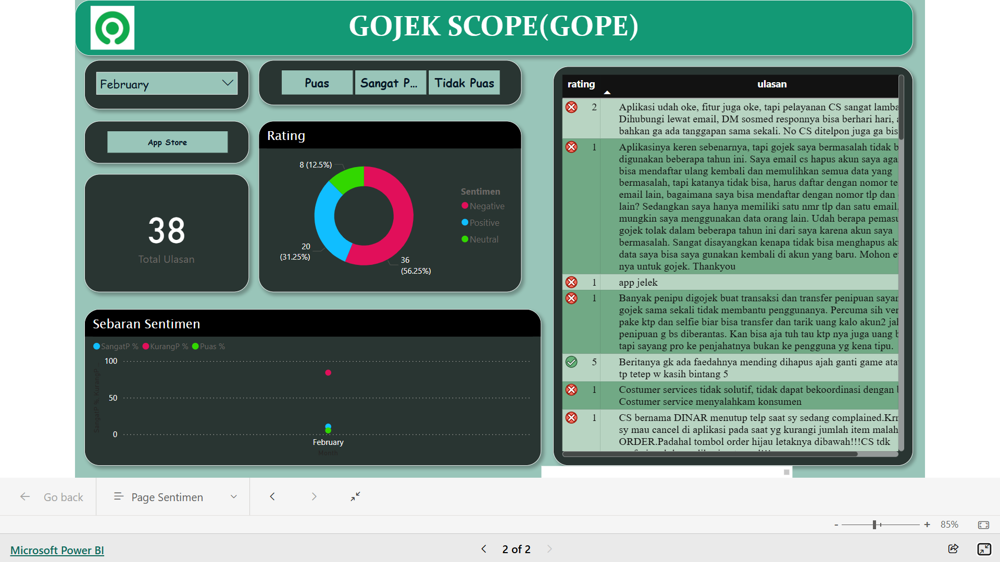 GOJEK SCOPE(GOPE)
February
Puas
Sangat P...
Tidak Puas
App Store
38
Total Ulasan
Rating
8 (12.5%)
20
(31.25%)
36
(56.25%)
Sentimen
Negative
Positive
Neutral
Sebaran Sentimen
SangatP % KurangP % Puas %
SangatP % KurangP...
100
50
0
February
Month
rating ulasan
2 Aplikasi udah oke, fitur juga oke, tapi pelayanan CS sangat lamba
Dihubungi lewat email, DM sosmed responnya bisa berhari hari, a
bahkan ga ada tanggapan sama sekali. No CS ditelpon juga ga bis
1 Aplikasinya keren sebenarnya, tapi gojek saya bermasalah tidak b
digunakan beberapa tahun ini. Saya email cs hapus akun saya aga
bisa mendaftar ulang kembali dan memulihkan semua data yang
bermasalah, tapi katanya tidak bisa, harus daftar dengan nomor te
email lain, bagaimana saya bisa mendaftar dengan nomor tlp dan
lain? Sedangkan saya hanya memiliki satu nmr tlp dan satu email,
mungkin saya menggunakan data orang lain. Udah berapa pemasu
gojek tolak dalam beberapa tahun ini dari saya karena akun saya
bermasalah. Sangat disayangkan kenapa tidak bisa menghapus ak
data saya bisa saya gunakan kembali di akun yang baru. Mohon e
nya untuk gojek. Thankyou
1 app jelek
1 Banyak penipu digojek buat transaksi dan transfer penipuan sayan
gojek sama sekali tidak membantu penggunanya. Percuma sih ver
pake ktp dan selfie biar bisa transfer dan tarik uang kalo akun2 jal
penipuan g bs diberantas. Kan bisa aja tuh tau ktp nya juga uang b
tapi sayang pro ke penjahatnya bukan ke pengguna yg kena tipu.
5 Beritanya gk ada faedahnya mending dihapus ajah ganti game ata
tp tetep w kasih bintang 5
1 Costumer services tidak solutif, tidak dapat bekoordinasi dengan
Costumer service menyalahkam konsumen
1 CS bernama DINAR menutup telp saat sy sedang complained.Krn
sy mau cancel di aplikasi pada saat yg kurangi jumlah item malah
ORDER.Padahal tombol order hijau letaknya dibawah!!!CS tdk
Go back
Page Sentimen
- + 85%
Microsoft Power BI
2 of 2